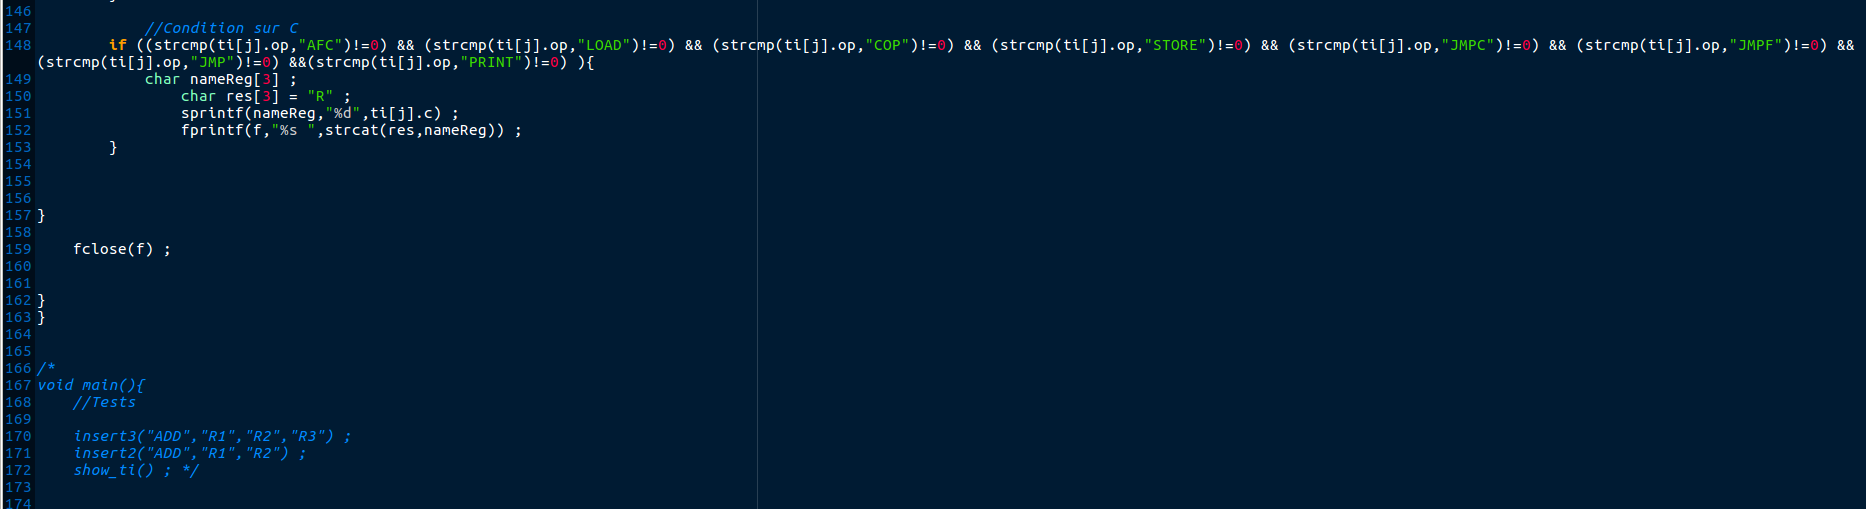 146
147 //Condition sur C
148 if ((strcmp(ti[j].op,"AFC")!=0) && (strcmp(ti[j].op,"LOAD")!=0) && (strcmp(ti[j].op,"COP")!=0) && (strcmp(ti[j].op,"STORE")!=0) && (strcmp(ti[j].op,"JMPC")!=0) && (strcmp(ti[j].op,"JMPF")!=0) &&
(strcmp(ti[j].op,"JMP")!=0) &&(strcmp(ti[j].op,"PRINT")!=0) ){
149 char nameReg[3] ;
150 char res[3] = "R" ;
151 sprintf(nameReg,"%d",ti[j].c) ;
152 fprintf(f,"%s ",strcat(res,nameReg)) ;
153 }
154
155
156
157 }
158
159 fclose(f) ;
160
161
162 }
163 }
164
165
166 /*
167 void main(){
168 //Tests
169
170 insert3("ADD","R1","R2","R3") ;
171 insert2("ADD","R1","R2") ;
172 show_ti() ; */
173
174